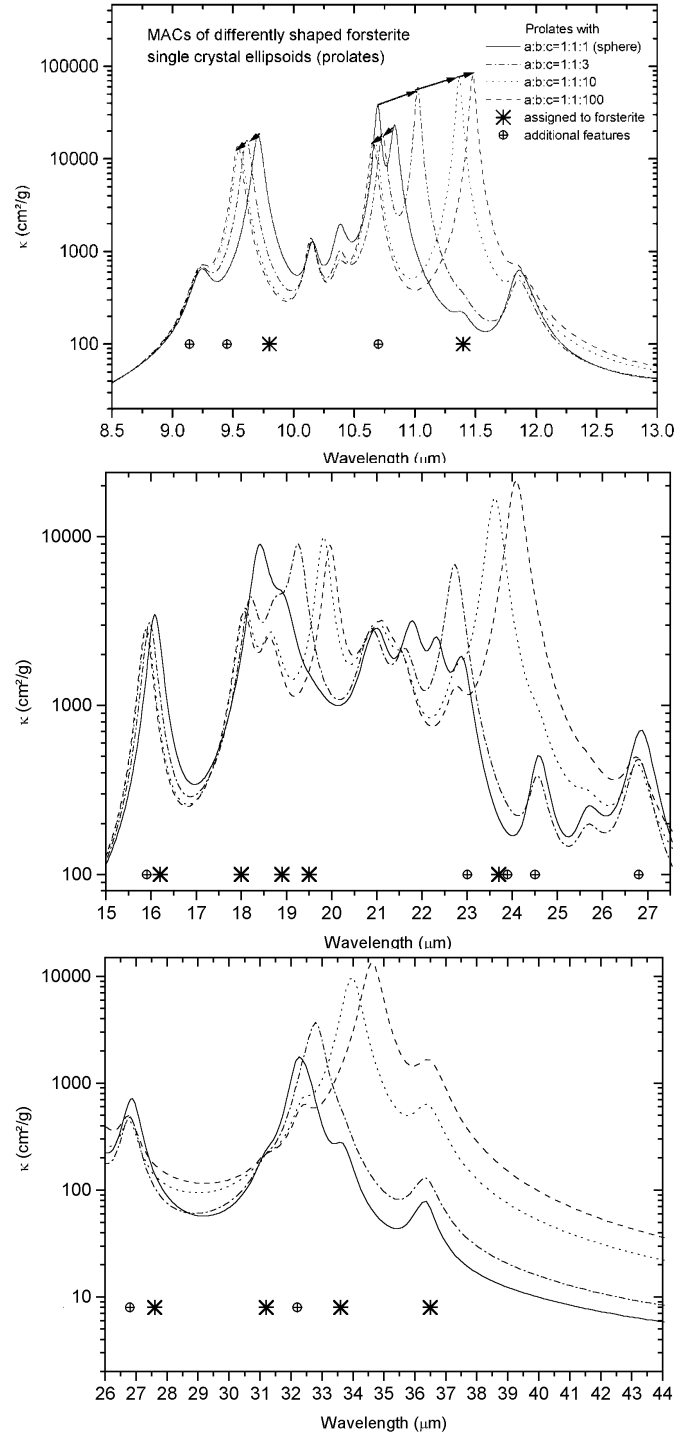 MACs of differently shaped forsterite
single crystal ellipsoids (prolates)
Prolates with
a:b:c=1:1:1 (sphere)
a:b:c=1:1:3
a:b:c=1:1:10
a:b:c=1:1:100
assigned to forsterite
additional features
100000
10000
1000
100
κ (cm²/g)
8.5 9.0 9.5 10.0 10.5 11.0 11.5 12.0 12.5 13.0
Wavelength (μm)
10000
1000
100
κ (cm²/g)
15 16 17 18 19 20 21 22 23 24 25 26 27
Wavelength (μm)
10000
1000
100
10
κ (cm²/g)
26 27 28 29 30 31 32 33 34 35 36 37 38 39 40 41 42 43 44
Wavelength (μm)